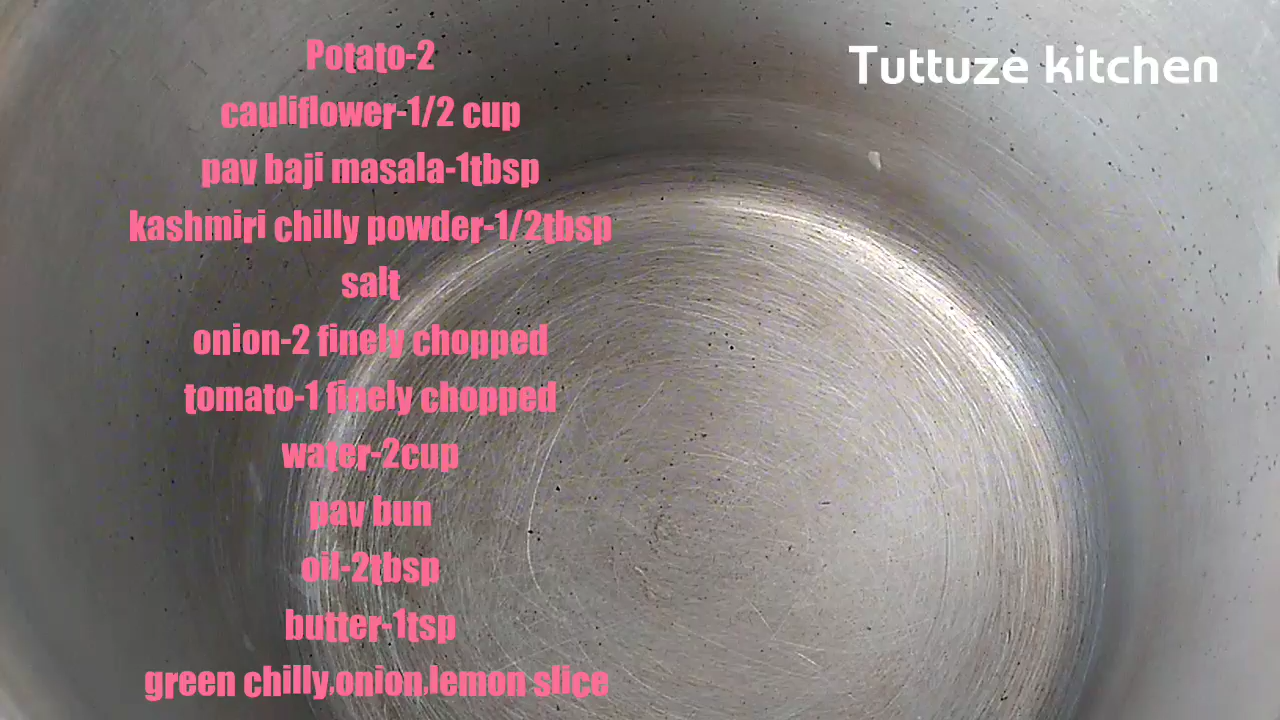 Potato-2
cauliflower-1/2 cup
pav baji masala-1tbsp
kashmiri chilly powder-1/2tbsp
salt
onion-2 finely chopped
tomato-1 finely chopped
water-2cup
pav bun
oil-2tbsp
butter-1tsp
green chilly,onion,lemon slice
Tuttuze kitchen